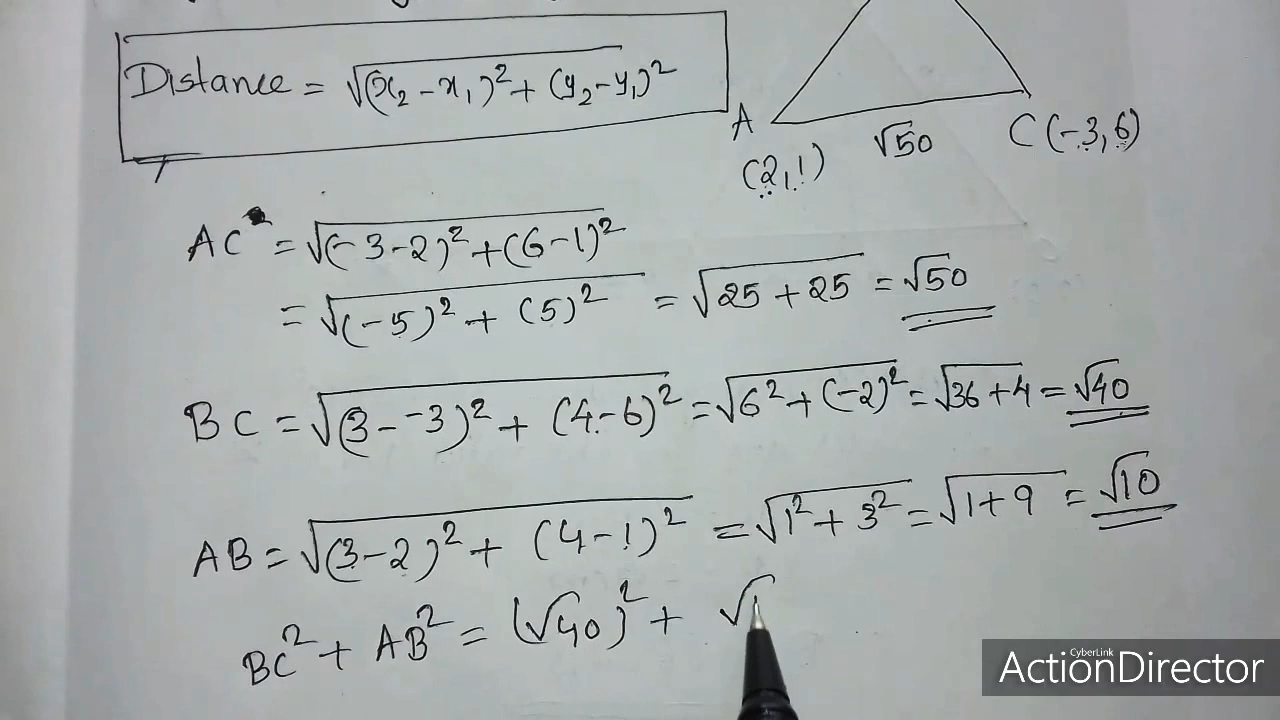 Distance = √(x₂ - x₁)² + (y₂ - y₁)²
A
(2,1)
√50
C (-3, 6)
AC = √(-3-2)² + (6-1)²
= √(-5)² + (5)² = √25 + 25 = √50
BC = √(3 - -3)² + (4-6)² = √6² + (-2)² = √36+4 = √40
AB = √(3-2)² + (4-1)² = √1² + 3² = √1+9 = √10
BC² + AB² = (√40)² + √1
CyberLink
ActionDirector